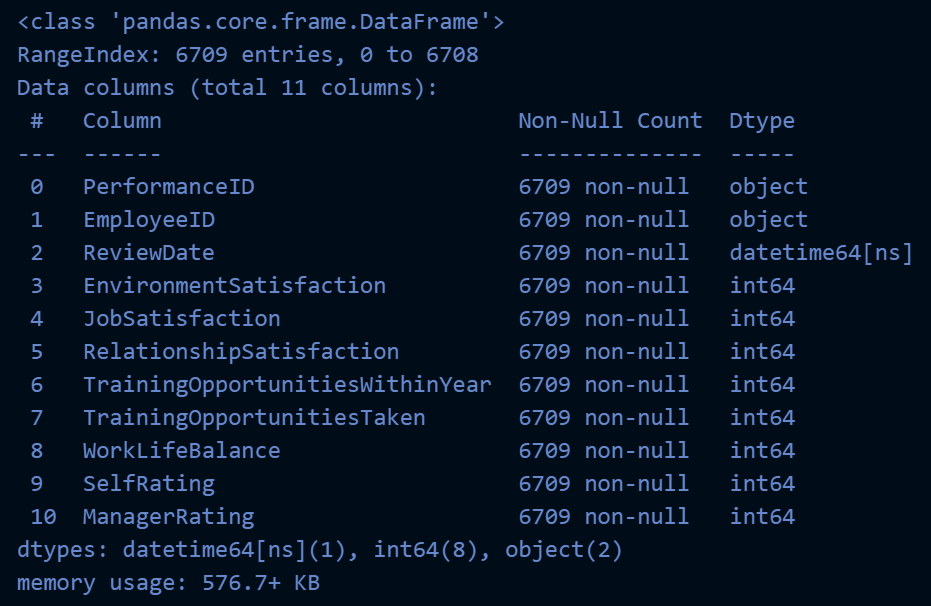 <class 'pandas.core.frame.DataFrame'>
RangeIndex: 6709 entries, 0 to 6708
Data columns (total 11 columns):
 #   Column                           Non-Null Count  Dtype
---  ------                           --------------  -----
 0   PerformanceID                    6709 non-null   object
 1   EmployeeID                       6709 non-null   object
 2   ReviewDate                       6709 non-null   datetime64[ns]
 3   EnvironmentSatisfaction          6709 non-null   int64
 4   JobSatisfaction                  6709 non-null   int64
 5   RelationshipSatisfaction         6709 non-null   int64
 6   TrainingOpportunitiesWithinYear  6709 non-null   int64
 7   TrainingOpportunitiesTaken       6709 non-null   int64
 8   WorkLifeBalance                  6709 non-null   int64
 9   SelfRating                       6709 non-null   int64
 10  ManagerRating                    6709 non-null   int64
dtypes: datetime64[ns](1), int64(8), object(2)
memory usage: 576.7+ KB